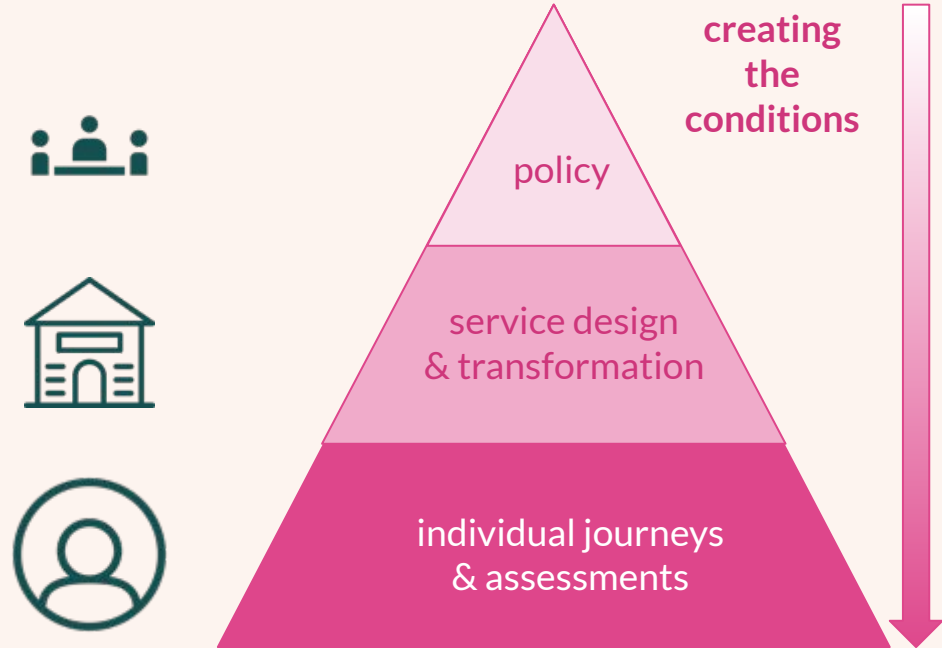 creating
the
conditions
policy
service design
& transformation
individual journeys
& assessments